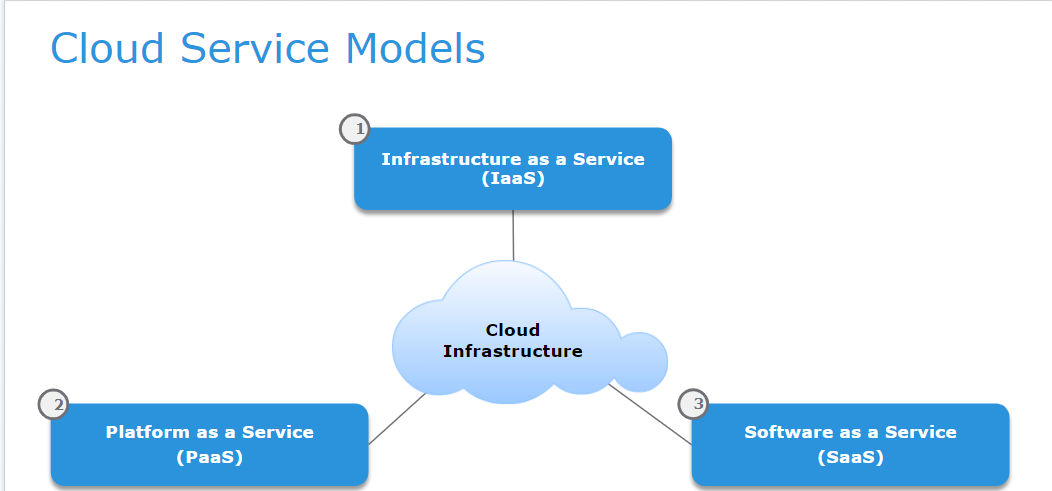 Cloud Service Models
1
Infrastructure as a Service
(IaaS)
Cloud
Infrastructure
2
Platform as a Service
(PaaS)
3
Software as a Service
(SaaS)